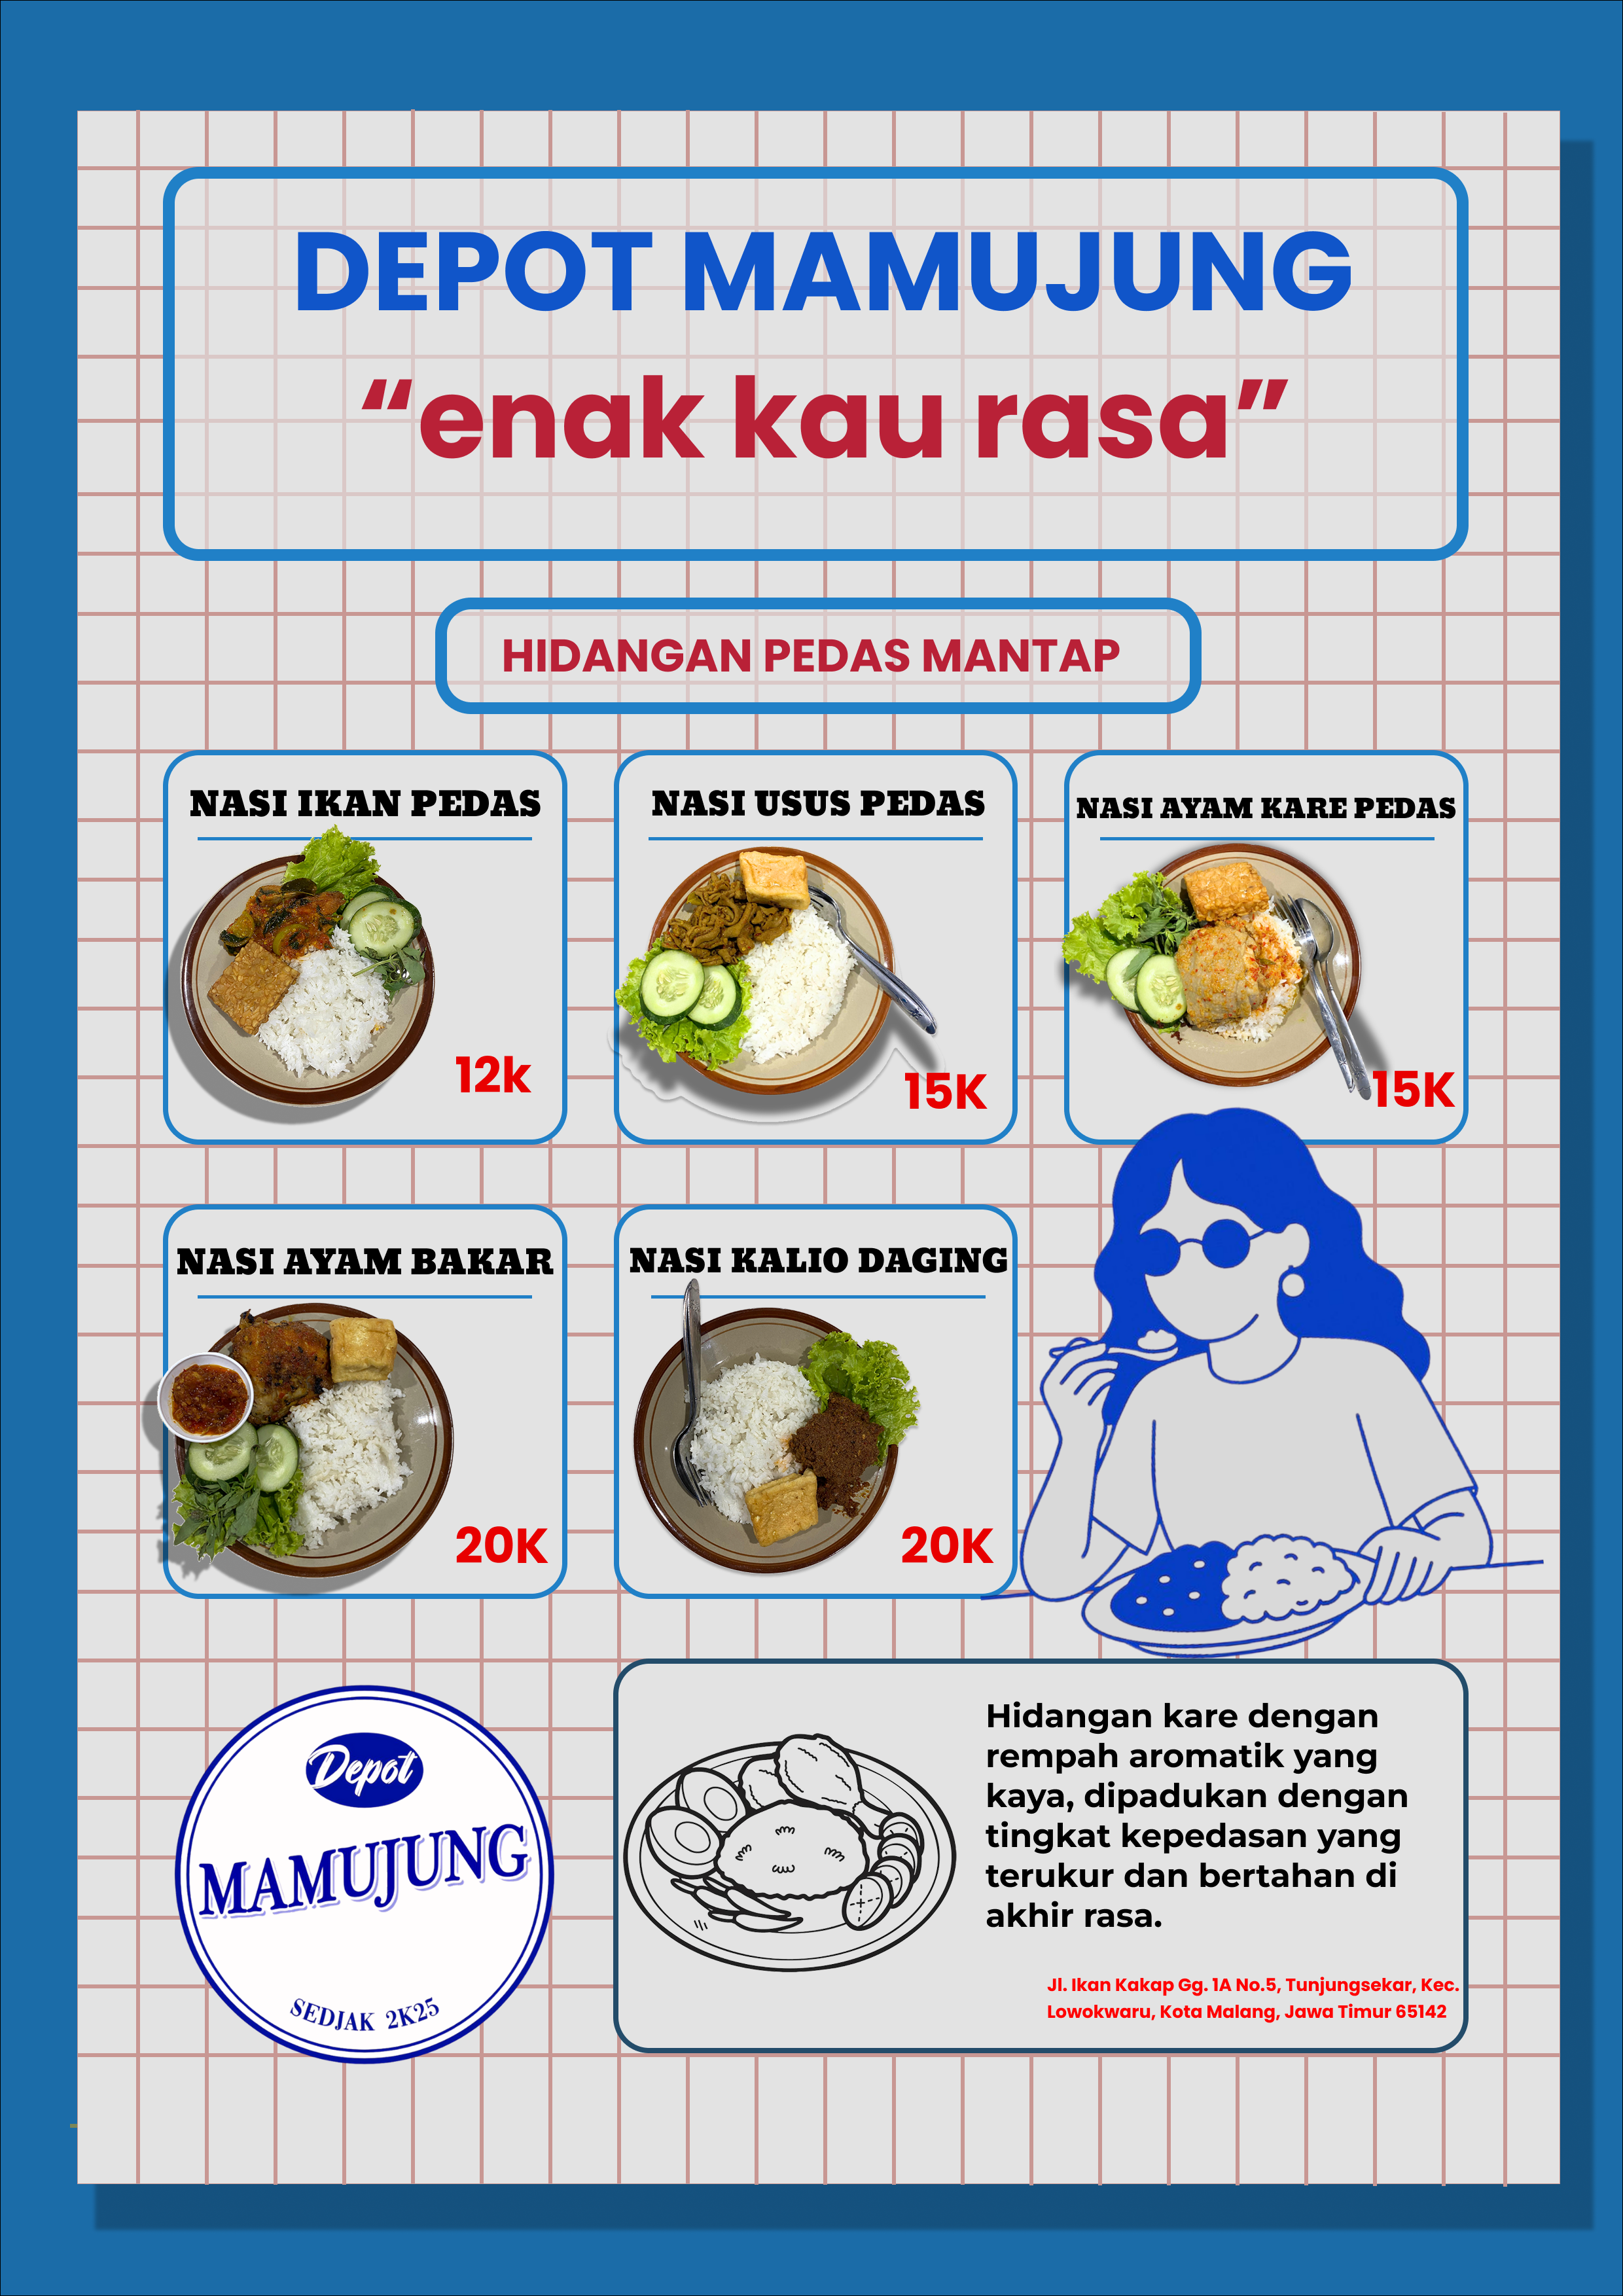 DEPOT MAMUJUNG
“enak kau rasa”
HIDANGAN PEDAS MANTAP
NASI IKAN PEDAS
12k
NASI USUS PEDAS
15K
NASI AYAM KARE PEDAS
15K
NASI AYAM BAKAR
20K
NASI KALIO DAGING
20K
Depot
MAMUJUNG
SEDJAK 2K25
Hidangan kare dengan
rempah aromatik yang
kaya, dipadukan dengan
tingkat kepedasan yang
terukur dan bertahan di
akhir rasa.
Jl. Ikan Kakap Gg. 1A No.5, Tunjungsekar, Kec.
Lowokwaru, Kota Malang, Jawa Timur 65142